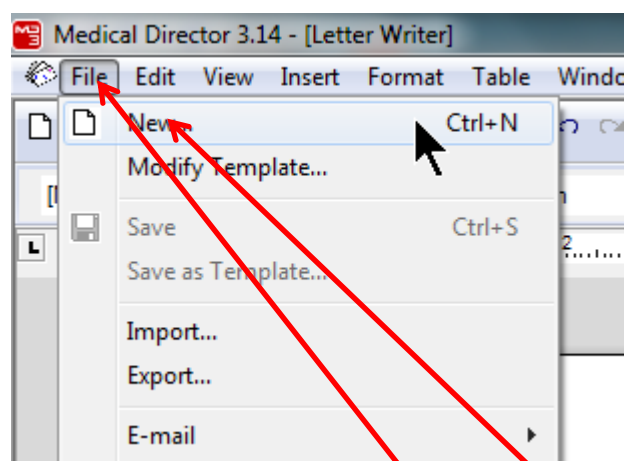 Medical Director 3.14 - [Letter Writer]
File Edit View Insert Format Table
New... Ctrl+N
Modify Template...
Save Ctrl+S
Save as Template...
Import...
Export...
E-mail